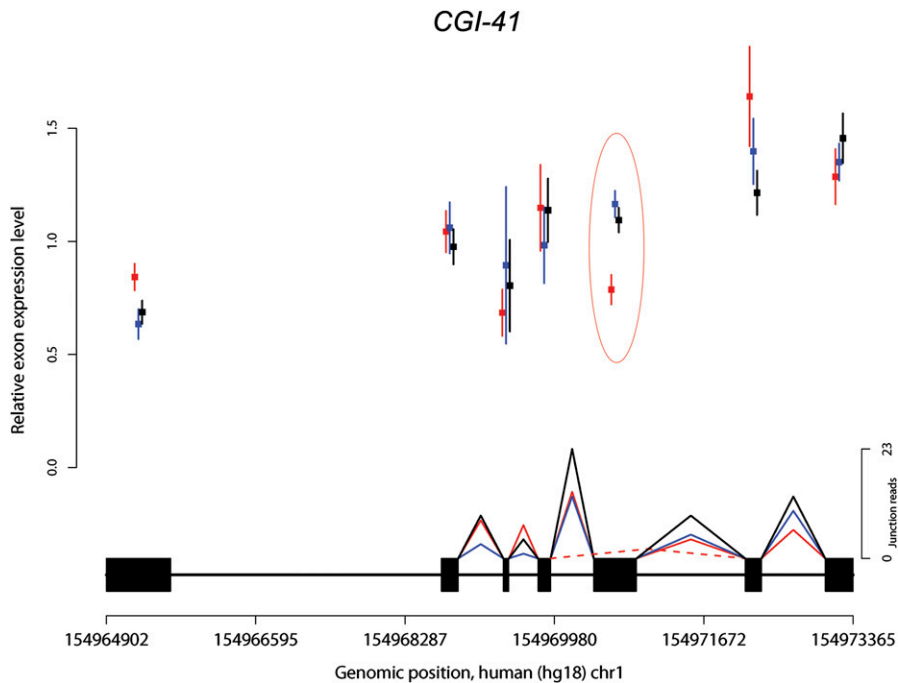 CGI-41
Relative exon expression level
1.5
1.0
0.5
0.0
23
0
Junction reads
154964902 154966595 154968287 154969980 154971672 154973365
Genomic position, human (hg18) chr1